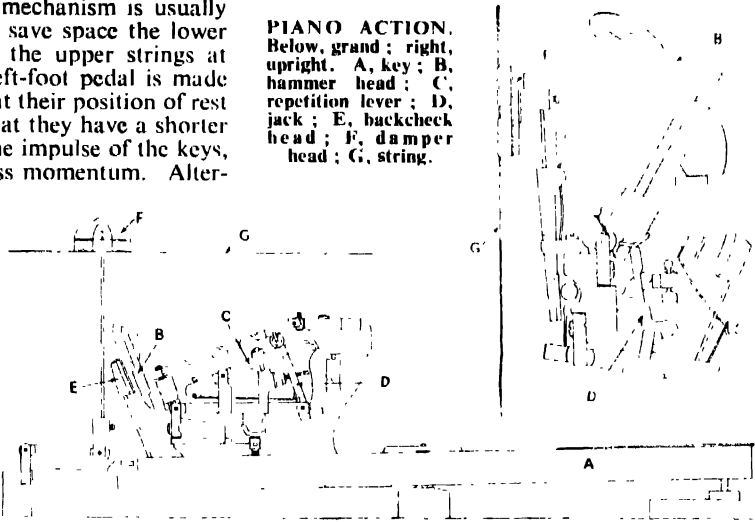 mechanism is usually
save space the lower
the upper strings at
eft-foot pedal is made
at their position of rest
at they have a shorter
e impulse of the keys,
ss momentum. Alter-
PIANO ACTION.
Below, grand ; right,
upright. A, key ; B,
hammer head ; C,
repetition lever ; D,
jack ; E, backcheck
head ; F, damper
head ; G, string.
B
F
G
G
C
B
E
D
D
A